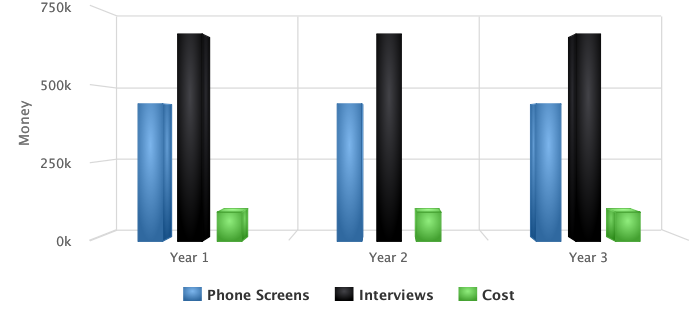 750k
500k
250k
0k
Money
Year 1
Year 2
Year 3
Phone Screens
Interviews
Cost